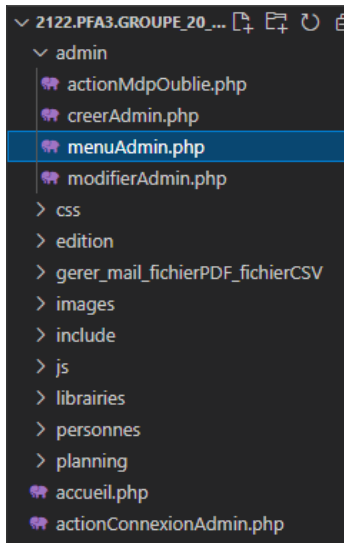 2122.PFA3.GROUPE_20_...
admin
actionMdpOublie.php
creerAdmin.php
menuAdmin.php
modifierAdmin.php
css
edition
gerer_mail_fichierPDF_fichierCSV
images
include
js
librairies
personnes
planning
accueil.php
actionConnexionAdmin.php